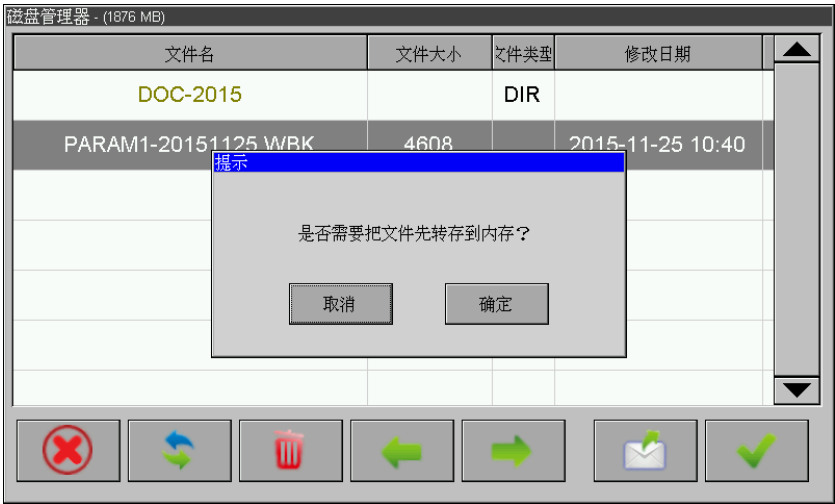 磁盘管理器 - (1876 MB)
文件名 文件大小 文件类型 修改日期
DOC-2015 DIR
PARAM1-20151125.WBK 4608 2015-11-25 10:40
提示
是否需要把文件先转存到内存？
取消 确定